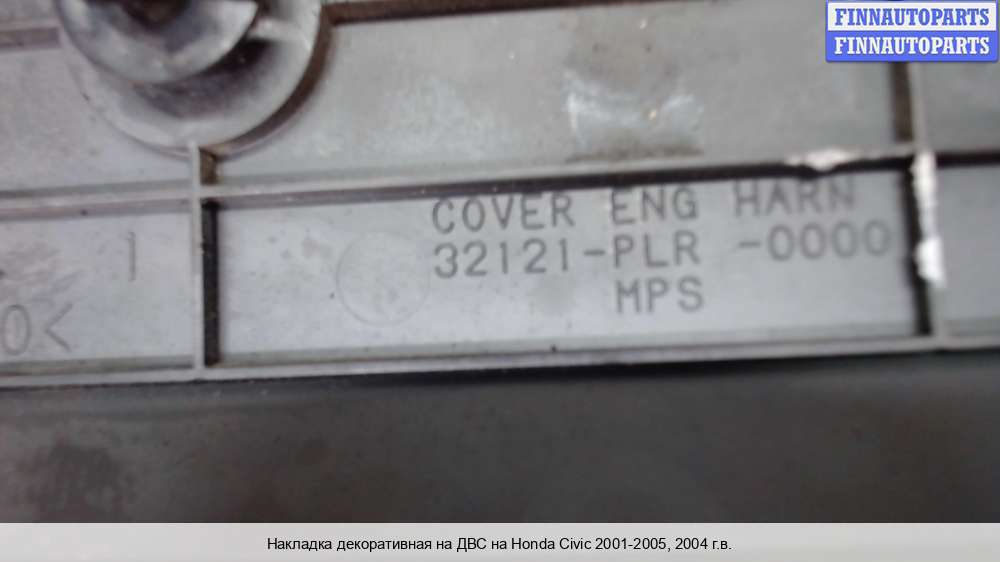 FINNAUTOPARTS
FINNAUTOPARTS
COVER ENG HARN
32121-PLR -0000
MPS
0<
Накладка декоративная на ДВС на Honda Civic 2001-2005, 2004 г.в.